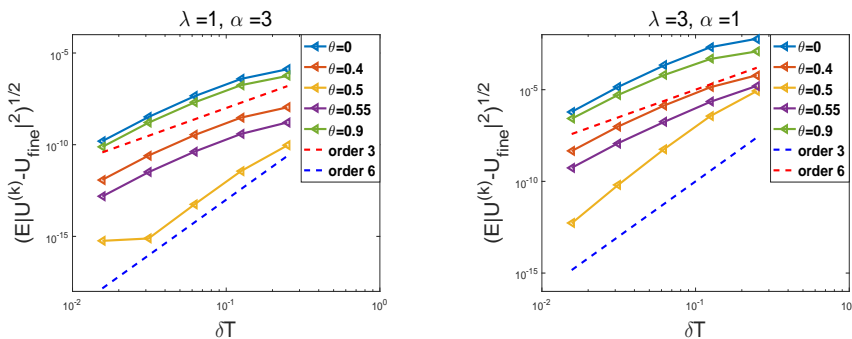 λ =1, α =3
10^-5
10^-10
10^-15
10^-2
10^-1
10^0
(E|U^(k)-U_fine|^2)^1/2
δT
θ=0
θ=0.4
θ=0.5
θ=0.55
θ=0.9
order 3
order 6
λ =3, α =1
10^-5
10^-10
10^-15
10^-2
10^-1
10
(E|U^(k)-U_fine|^2)^1/2
δT
θ=0
θ=0.4
θ=0.5
θ=0.55
θ=0.9
order 3
order 6